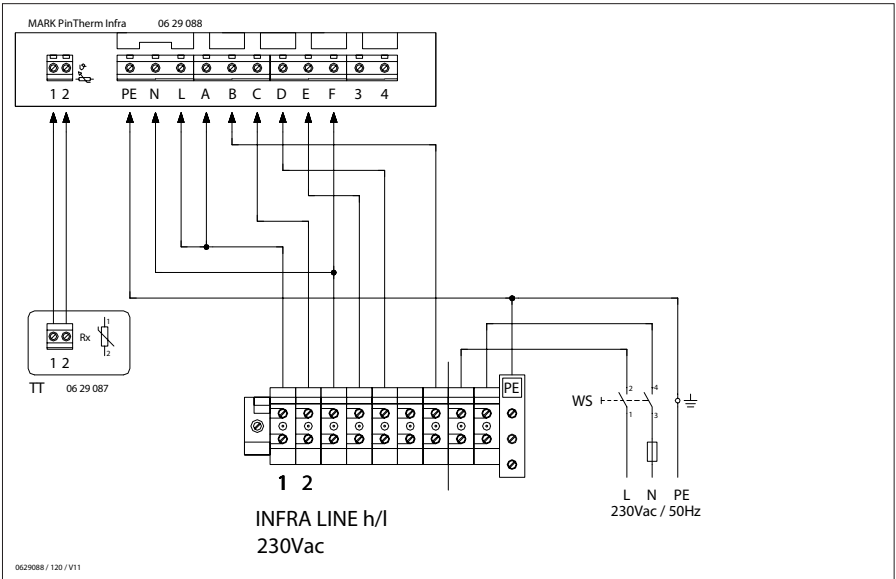 MARK PinTherm Infra 06 29 088
1 2 PE N L A B C D E F 3 4
Rx 1
2
1 2
TT 06 29 087
PE
WS 2 4
1 3
1 2
L N PE
230Vac / 50Hz
INFRA LINE h/l
230Vac
0629088 / 120 / V11